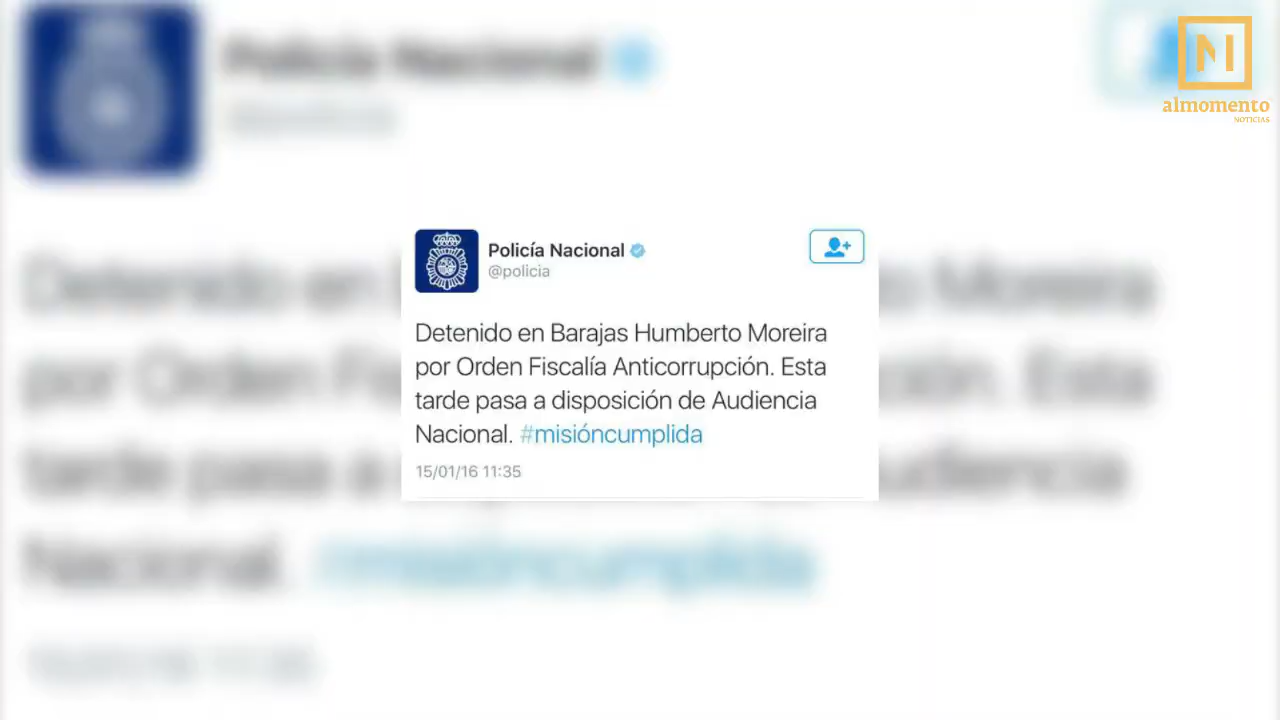 almomento
NOTICIAS
Policía Nacional
@policia
Detenido en Barajas Humberto Moreira
por Orden Fiscalía Anticorrupción. Esta
tarde pasa a disposición de Audiencia
Nacional. #misióncumplida
15/01/16 11:35